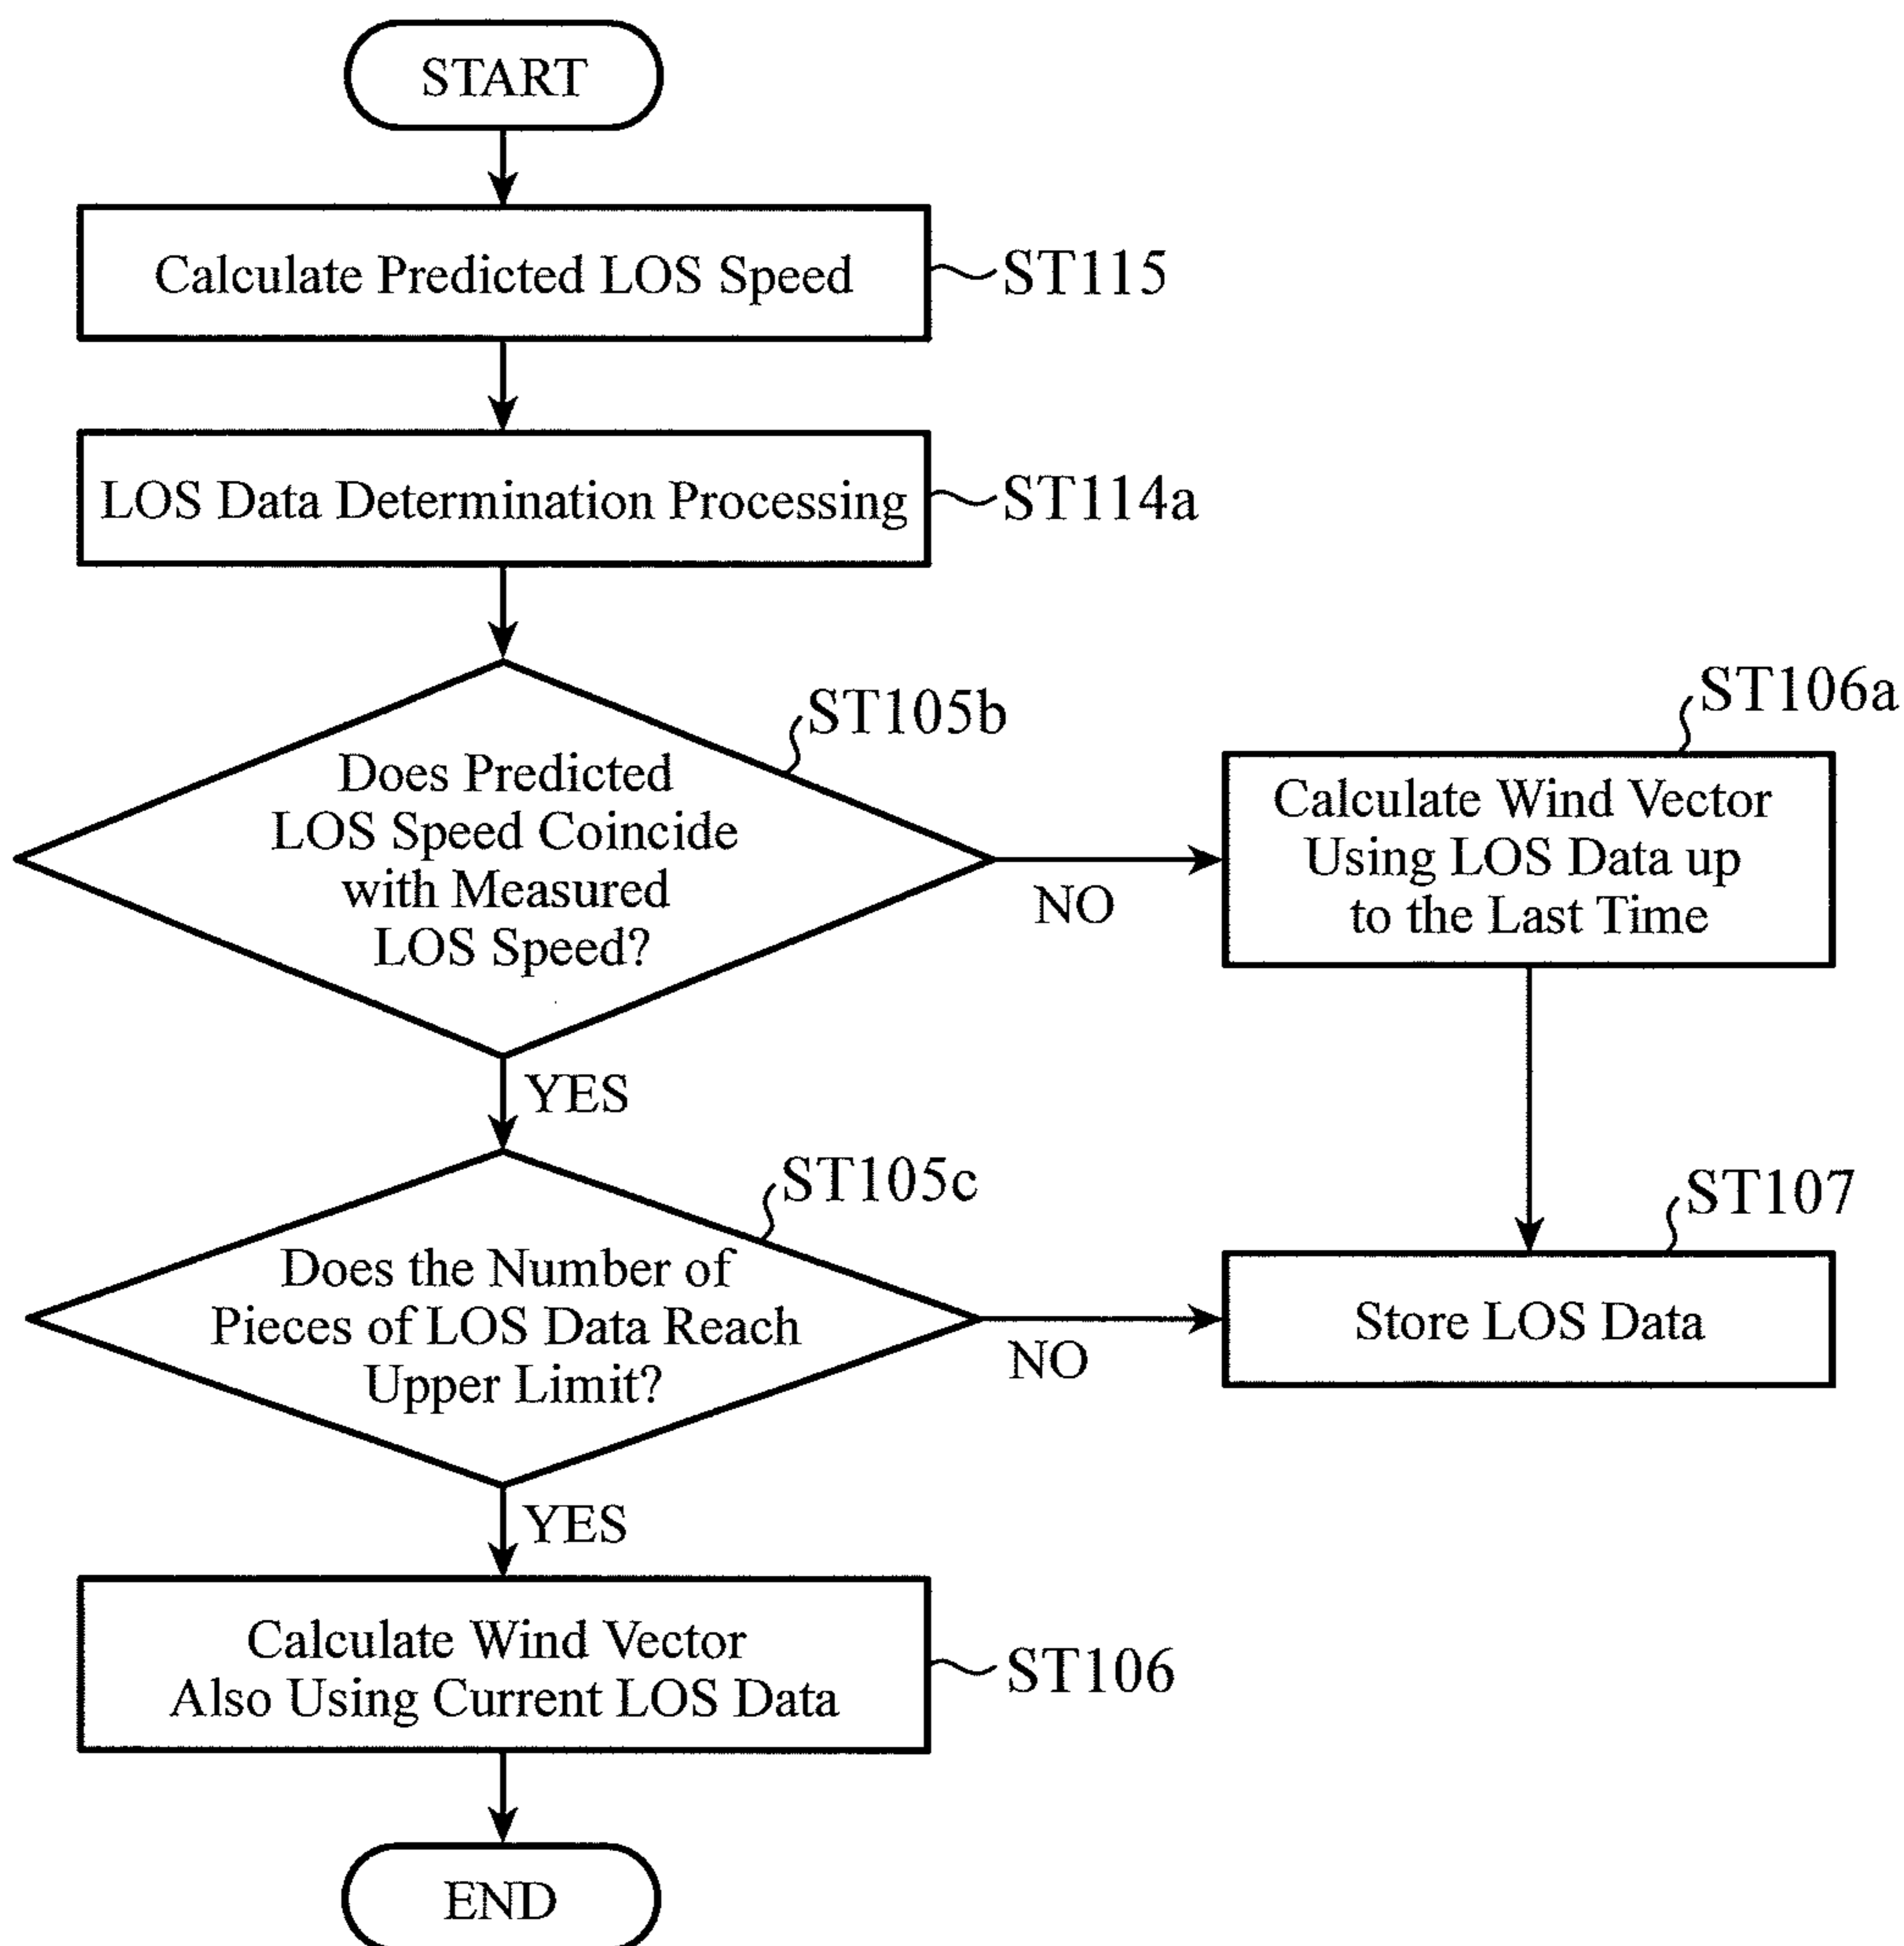 START
Calculate Predicted LOS Speed
ST115
LOS Data Determination Processing
ST114a
ST105b
Does Predicted
LOS Speed Coincide
with Measured
LOS Speed?
NO
ST106a
Calculate Wind Vector
Using LOS Data up
to the Last Time
YES
ST105c
Does the Number of
Pieces of LOS Data Reach
Upper Limit?
NO
ST107
Store LOS Data
YES
Calculate Wind Vector
Also Using Current LOS Data
ST106
END